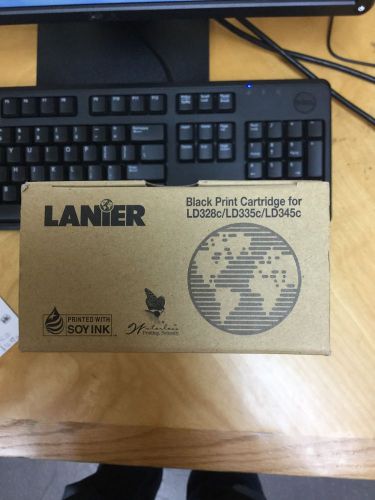 LANIER
Black Print Cartridge for
LD328c/LD335c/LD345c
PRINTED WITH
SOY INK